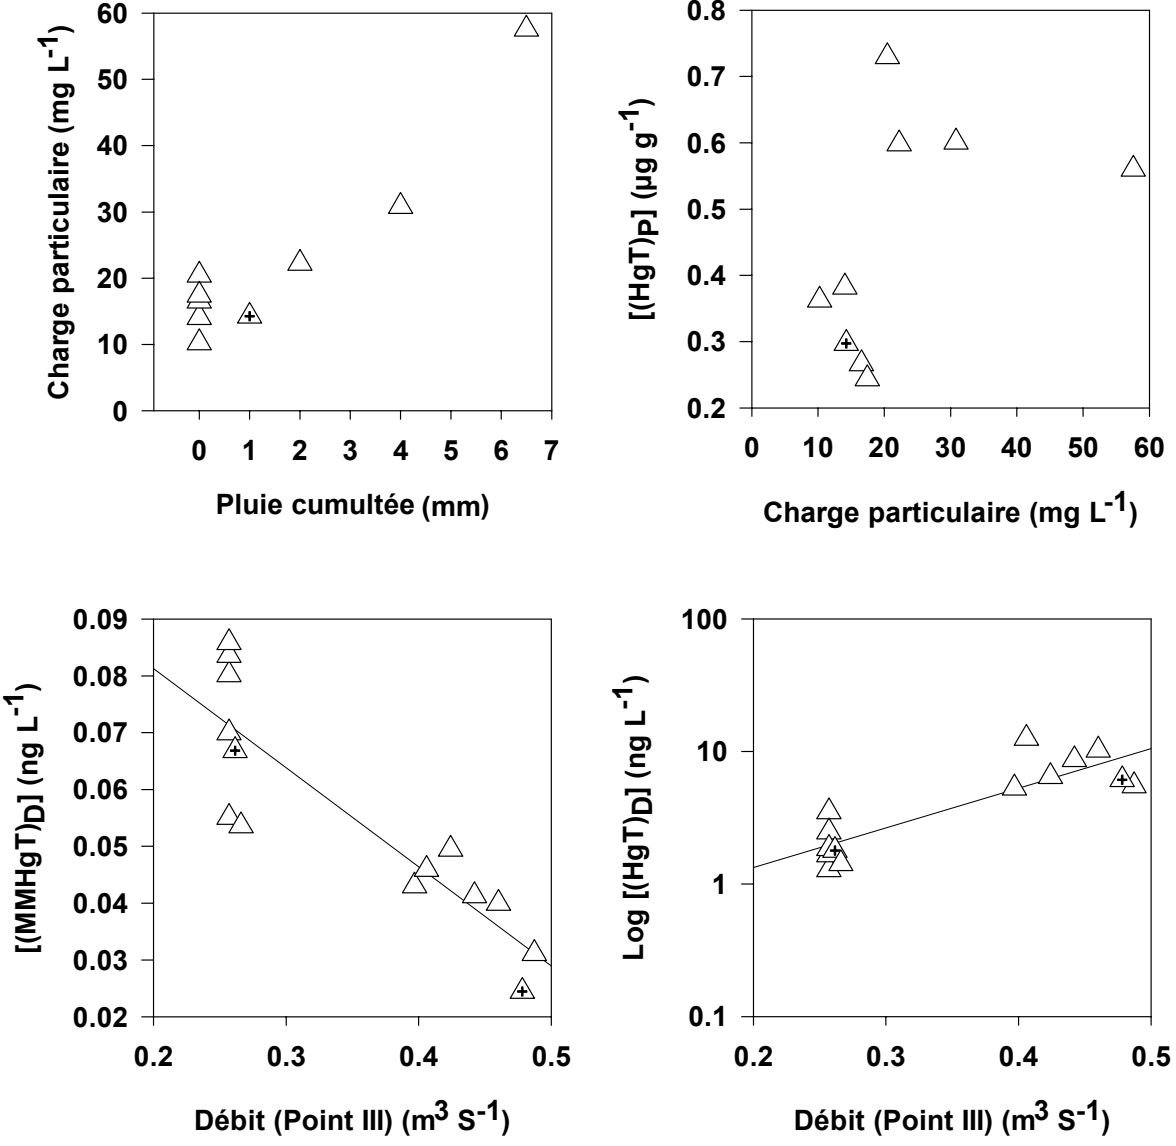 60
50
40
30
20
10
0
Charge particulaire (mg L-1)
0 1 2 3 4 5 6 7
Pluie cumultée (mm)
0.8
0.7
0.6
0.5
0.4
0.3
0.2
[(HgT)P] (µg g-1)
0 10 20 30 40 50 60
Charge particulaire (mg L-1)
0.09
0.08
0.07
0.06
0.05
0.04
0.03
0.02
[(MMHgT)D] (ng L-1)
0.2 0.3 0.4 0.5
Débit (Point III) (m3 S-1)
100
10
1
0.1
Log [(HgT)D] (ng L-1)
0.2 0.3 0.4 0.5
Débit (Point III) (m3 S-1)